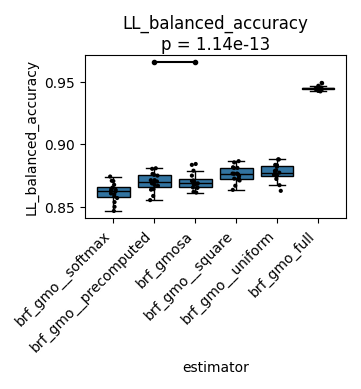 LL_balanced_accuracy
p = 1.14e-13
LL_balanced_accuracy
0.95
0.90
0.85
brf_gmo__softmax
brf_gmo__precomputed
brf_gmosa
brf_gmo__square
brf_gmo__uniform
brf_gmo_full
estimator